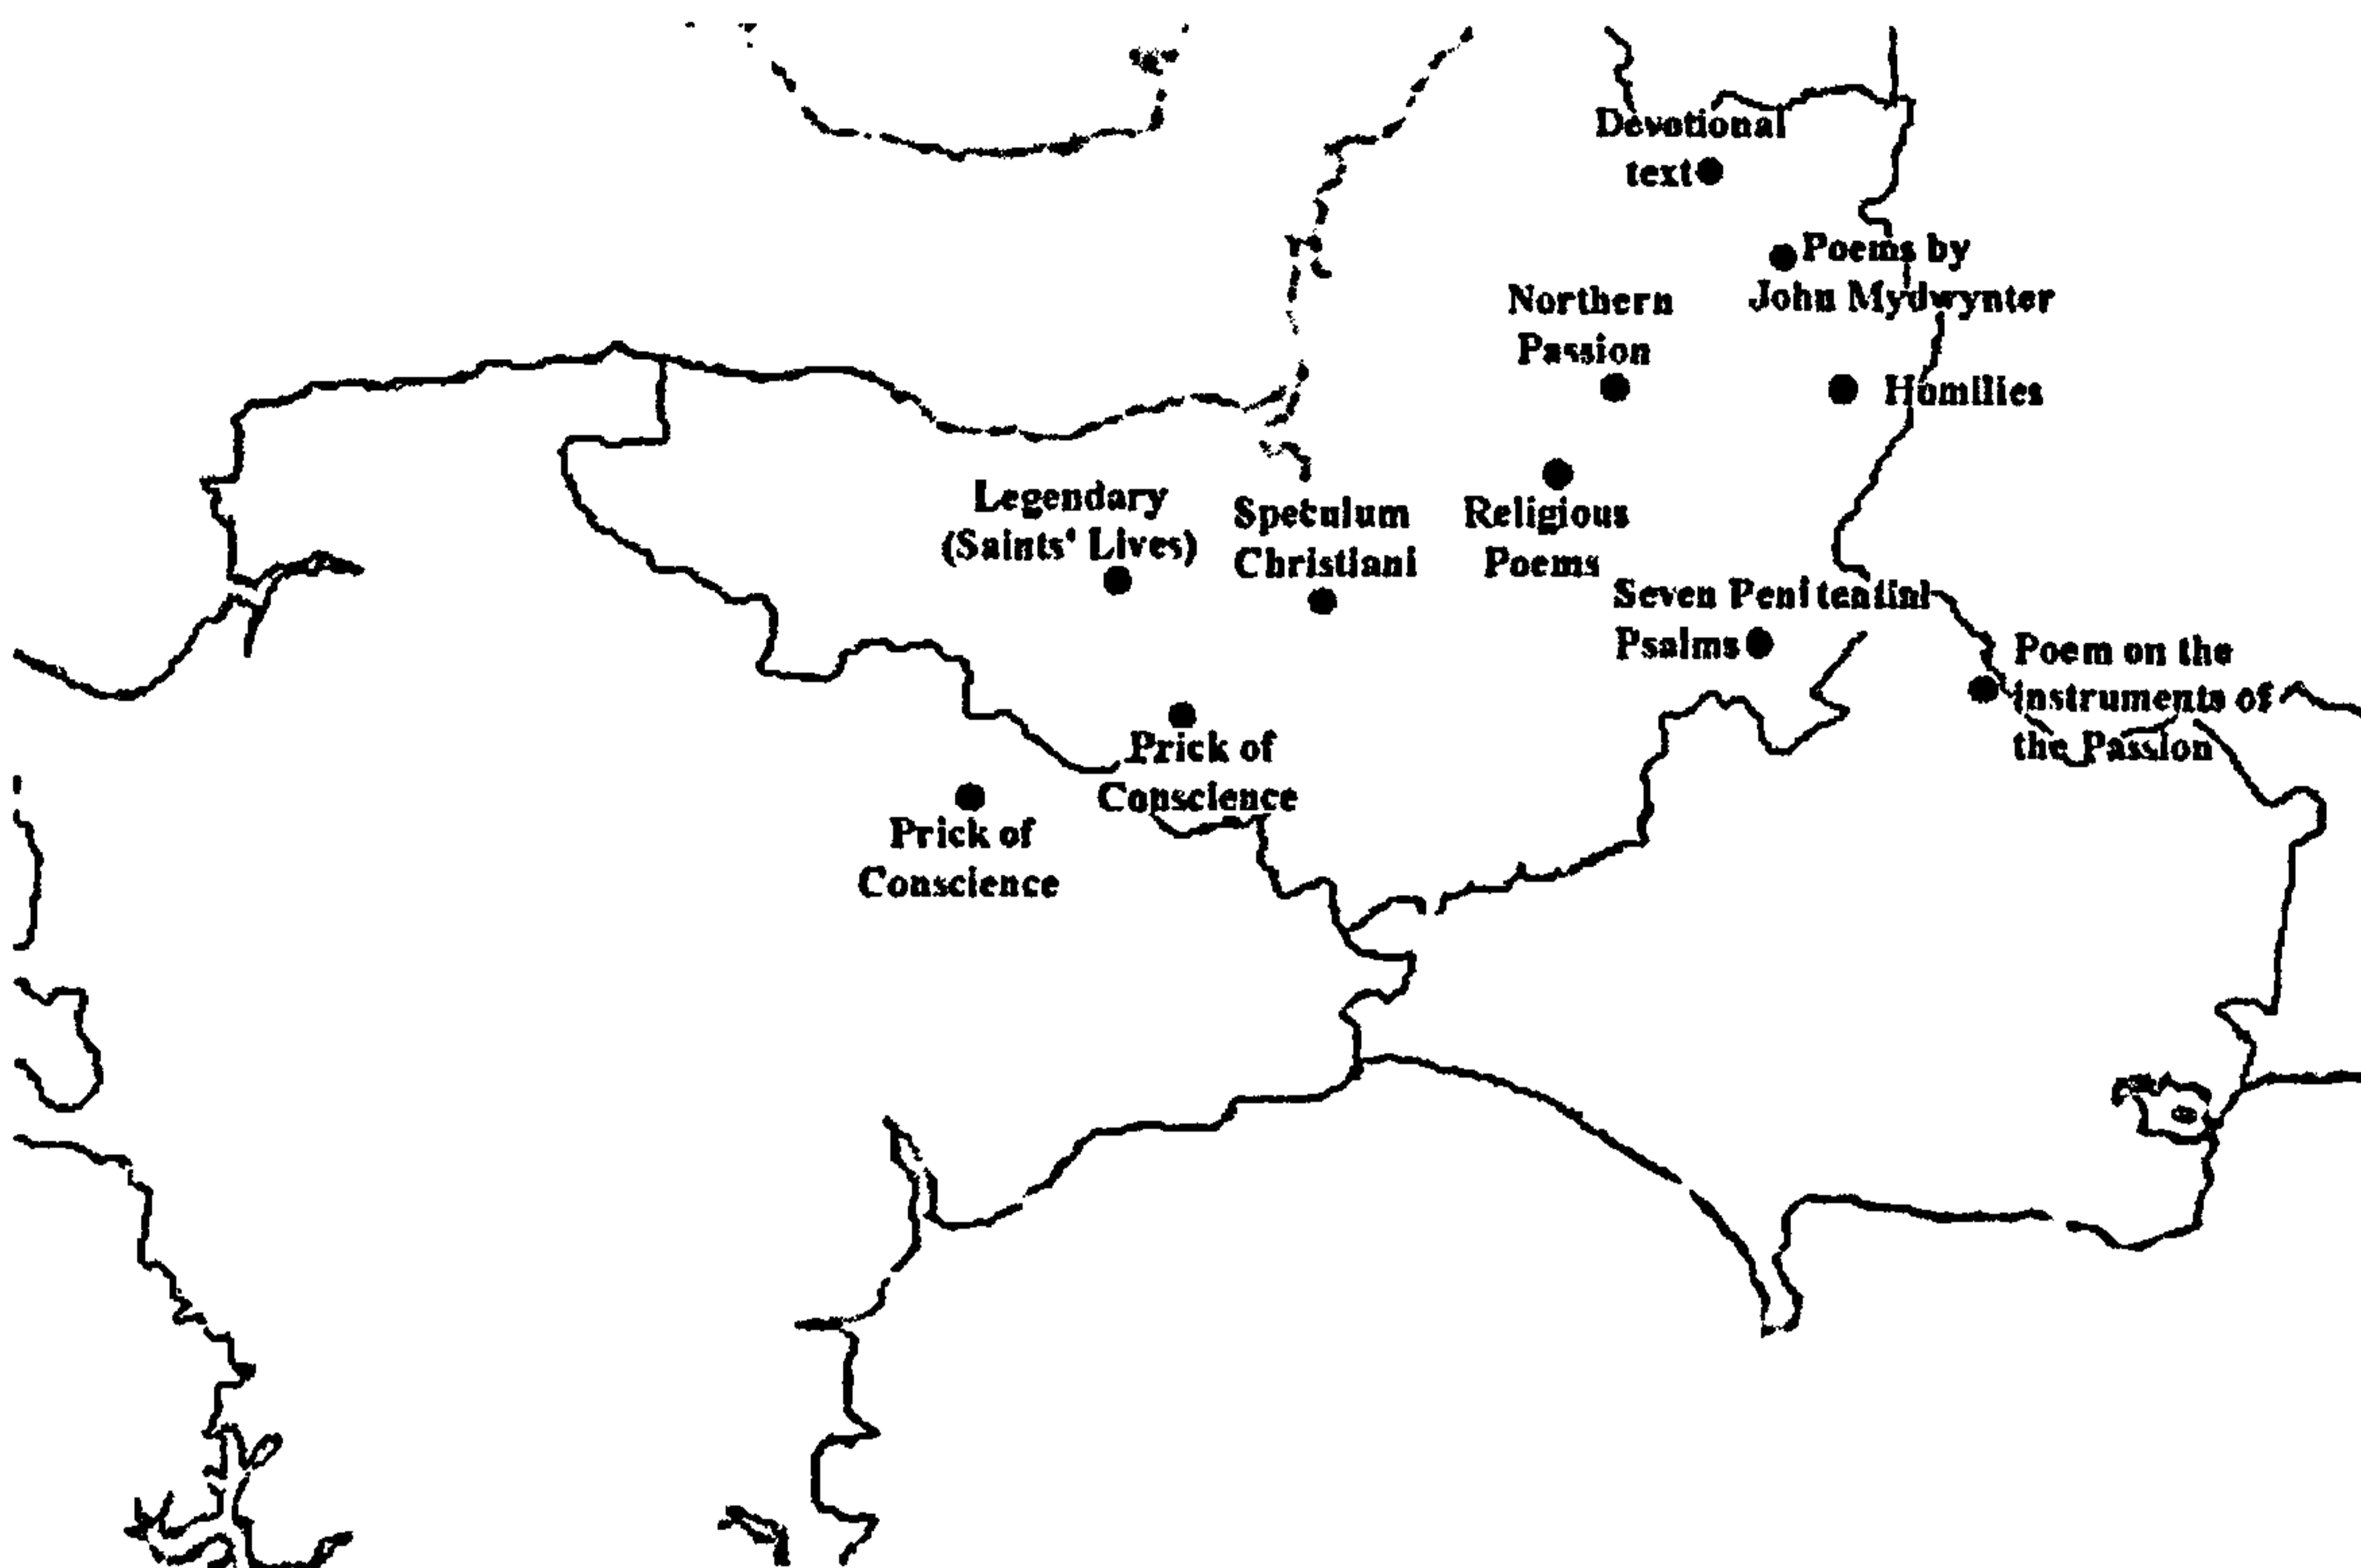 Devotional
text
Poems by
John Mydwynter
Northern
Passion
Homilies
Legendary
(Saints' Lives)
Speculum
Christiani
Religious
Poems
Seven Penitential
Psalms
Poem on the
instruments of
the Passion
Prick of
Conscience
Prick of
Conscience